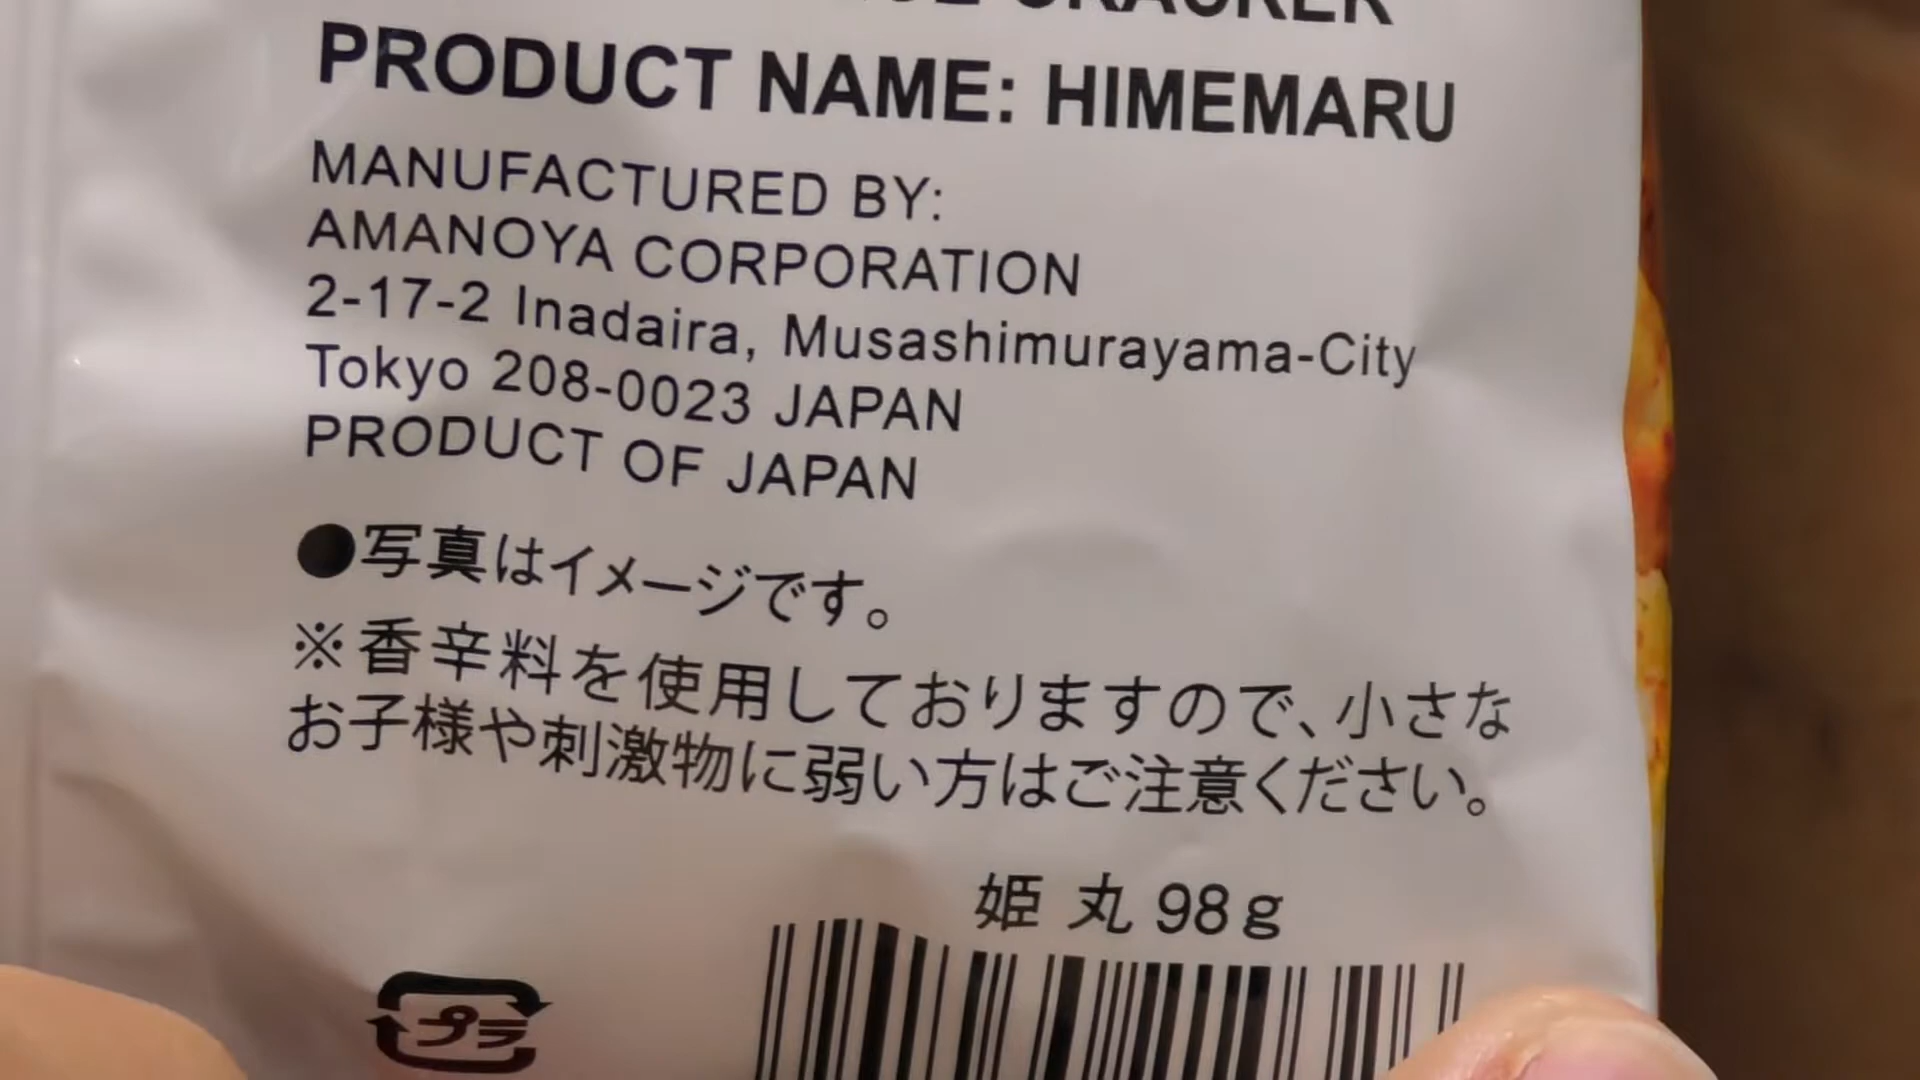 CRACKER
PRODUCT NAME: HIMEMARU
MANUFACTURED BY:
AMANOYA CORPORATION
2-17-2 Inadaira, Musashimurayama-City
Tokyo 208-0023 JAPAN
PRODUCT OF JAPAN
●写真はイメージです。
※香辛料を使用しておりますので、小さな
お子様や刺激物に弱い方はご注意ください。
姫丸 98g
プラ